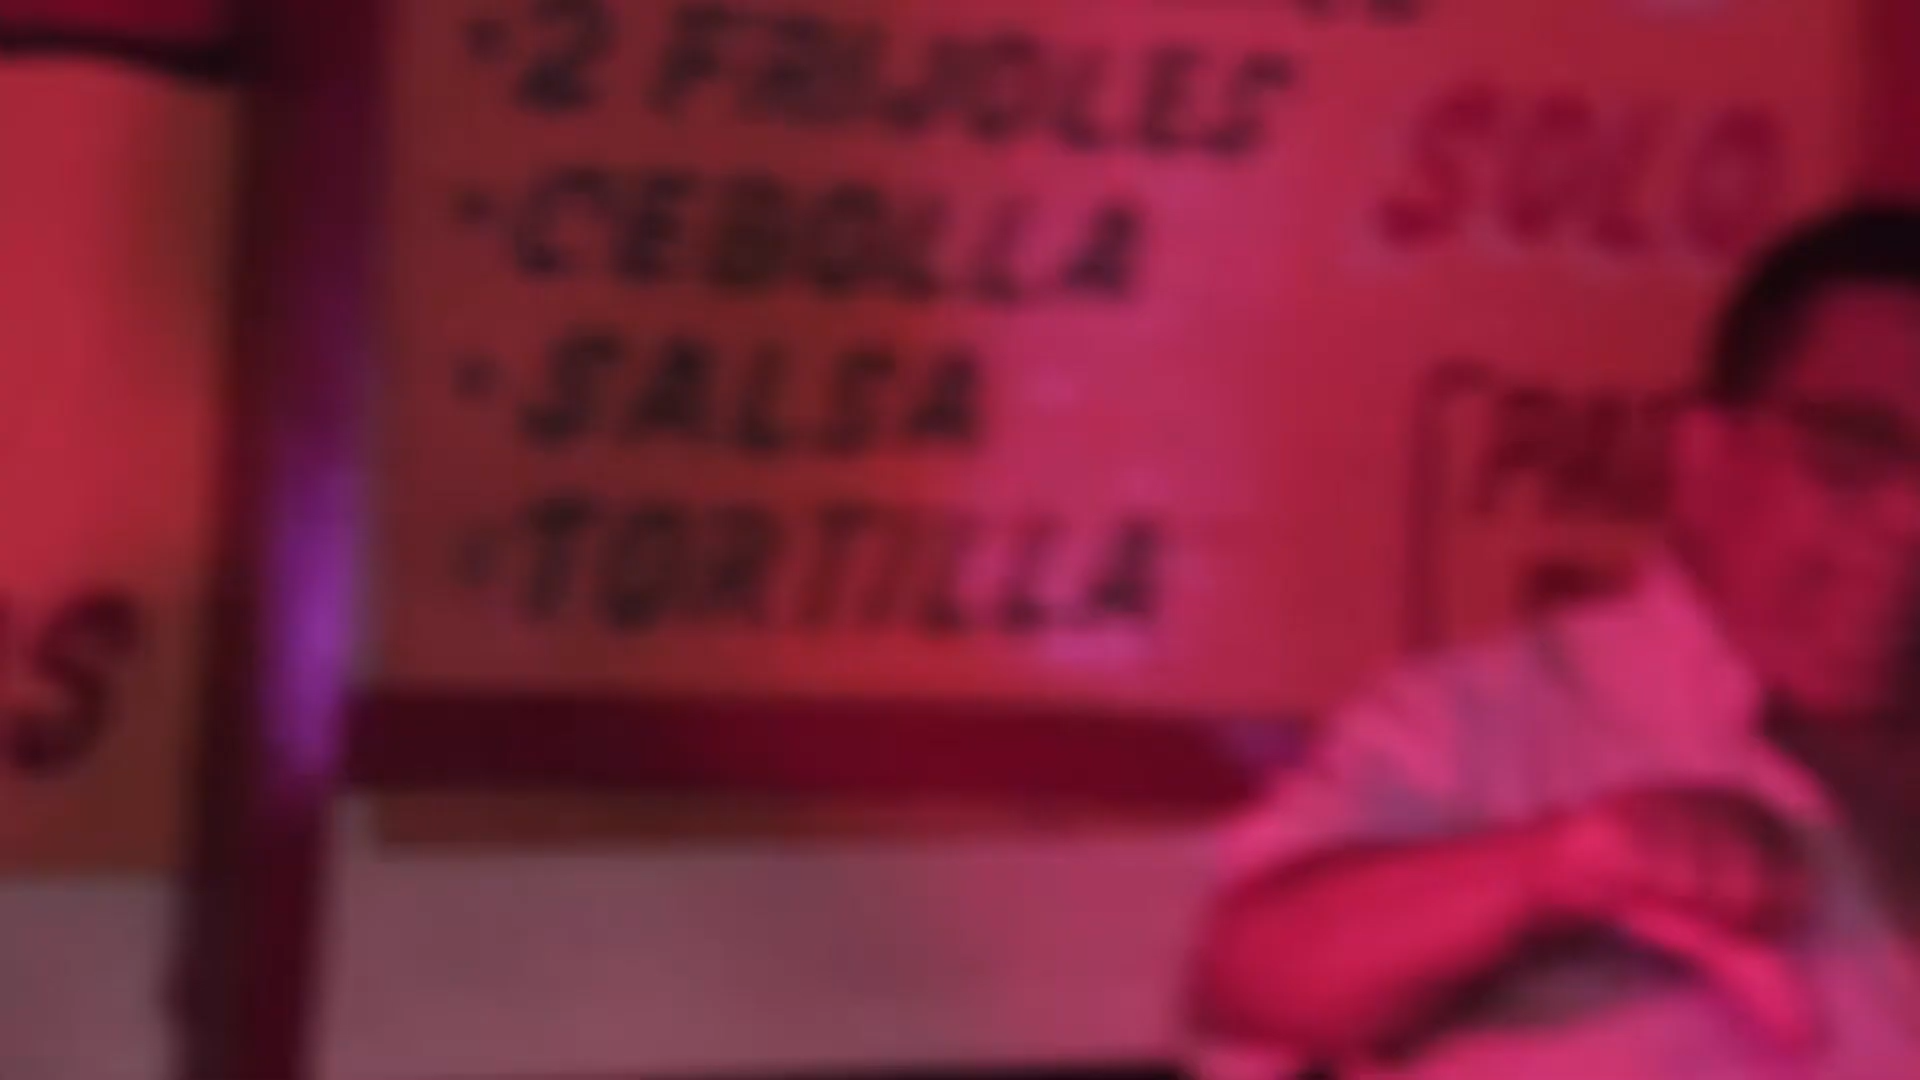 ·2 FRIJOLES
SOLO
·CEBOLLA
·SALSA
·TORTILLA